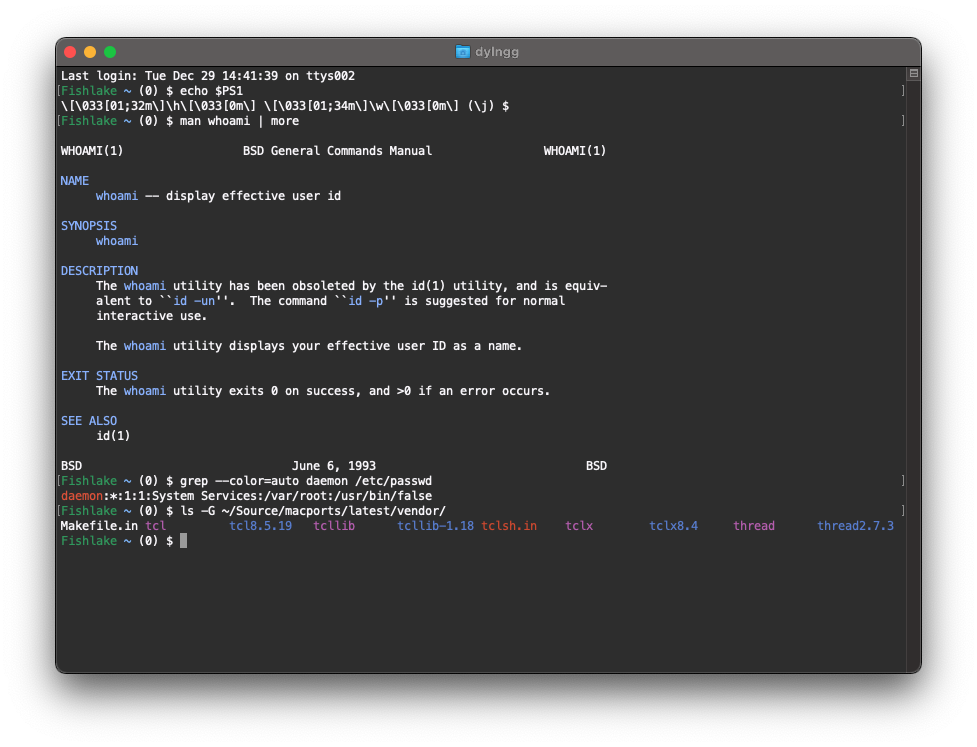 dylngg
Last login: Tue Dec 29 14:41:39 on ttys002
[Fishlake ~ (0) $ echo $PS1 ]
\[\033[01;32m\]\h\[\033[0m\] \[\033[01;34m\]\w\[\033[0m\] (\j) $
[Fishlake ~ (0) $ man whoami | more ]
WHOAMI(1) BSD General Commands Manual WHOAMI(1)
NAME
whoami -- display effective user id
SYNOPSIS
whoami
DESCRIPTION
The whoami utility has been obsoleted by the id(1) utility, and is equiv-
alent to ``id -un''. The command ``id -p'' is suggested for normal
interactive use.
The whoami utility displays your effective user ID as a name.
EXIT STATUS
The whoami utility exits 0 on success, and >0 if an error occurs.
SEE ALSO
id(1)
BSD June 6, 1993 BSD
[Fishlake ~ (0) $ grep --color=auto daemon /etc/passwd ]
daemon:*:1:1:System Services:/var/root:/usr/bin/false
[Fishlake ~ (0) $ ls -G ~/Source/macports/latest/vendor/ ]
Makefile.in tcl tcl8.5.19 tcllib tcllib-1.18 tclsh.in tclx tclx8.4 thread thread2.7.3
Fishlake ~ (0) $